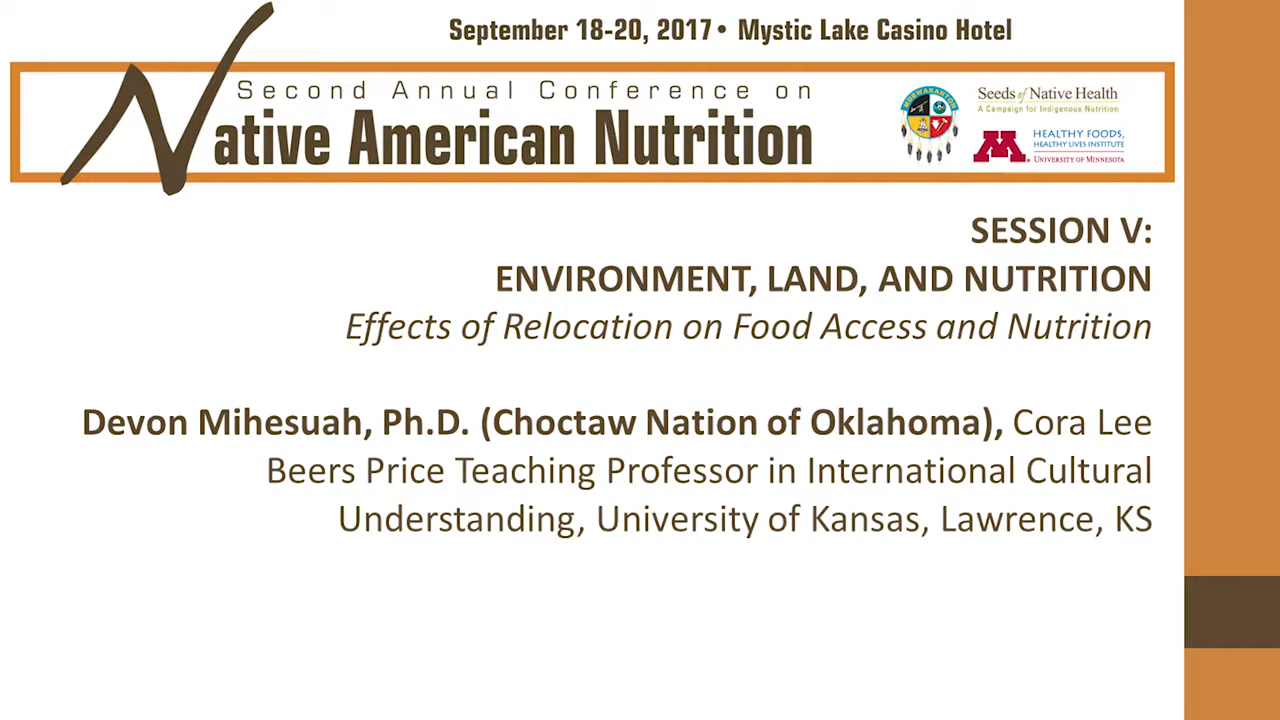 September 18-20, 2017• Mystic Lake Casino Hotel
Second Annual Conference on
Native American Nutrition
Seeds of Native Health
A Campaign for Indigenous Nutrition
M
HEALTHY FOODS,
HEALTHY LIVES INSTITUTE
UNIVERSITY OF MINNESOTA
SESSION V:
ENVIRONMENT, LAND, AND NUTRITION
Effects of Relocation on Food Access and Nutrition
Devon Mihesuah, Ph.D. (Choctaw Nation of Oklahoma), Cora Lee
Beers Price Teaching Professor in International Cultural
Understanding, University of Kansas, Lawrence, KS